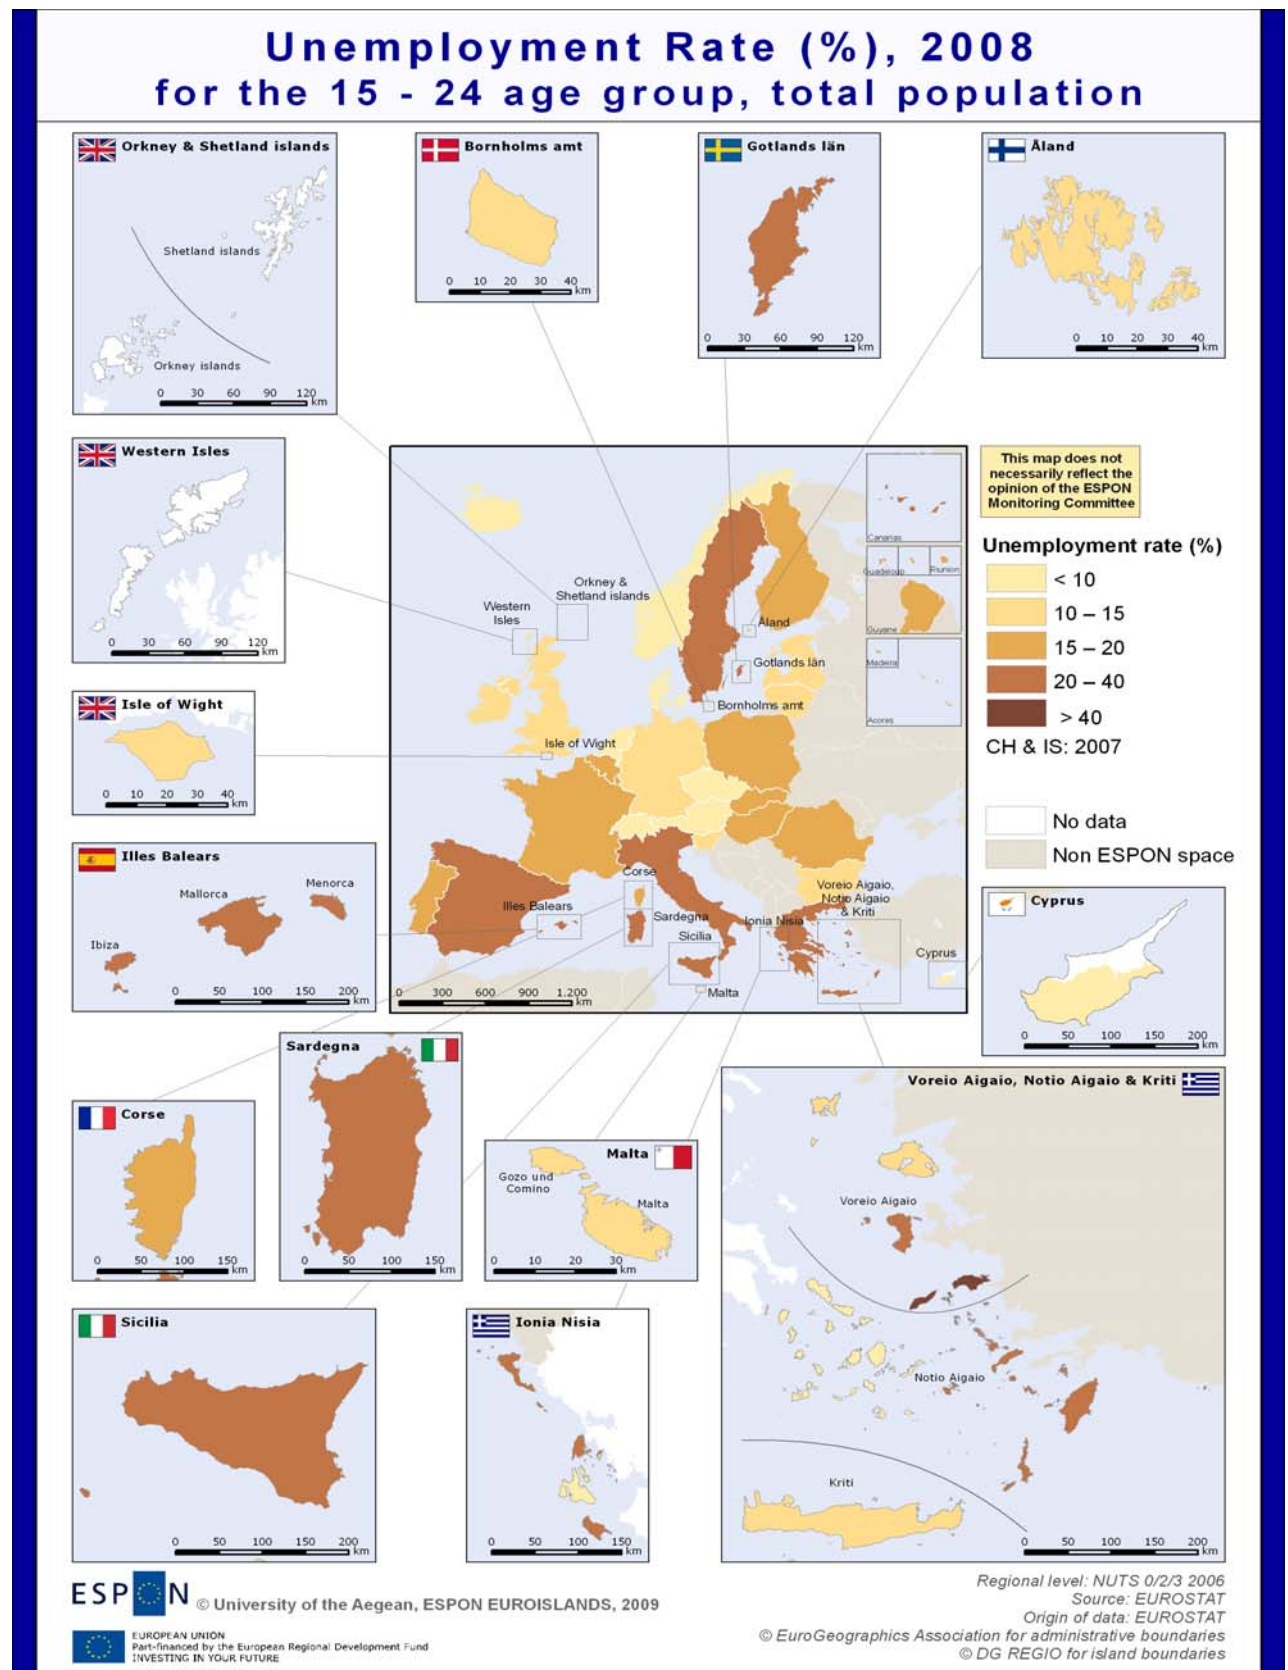 Unemployment Rate (%), 2008
for the 15 - 24 age group, total population
Orkney & Shetland islands
Shetland islands
Orkney islands
0 30 60 90 120
km
Bornholms amt
0 10 20 30 40
km
Gotlands län
0 30 60 90 120
km
Åland
0 10 20 30 40
km
Western Isles
0 30 60 90 120
km
Isle of Wight
0 10 20 30 40
km
Illes Balears
Mallorca
Menorca
Ibiza
0 50 100 150 200
km
Orkney &
Shetland islands
Western
Isles
Åland
Gotlands län
Bornholms amt
Isle of Wight
Corse
Illes Balears
Sardegna
Sicilia
Ionia Nisia
Voreio Aigaio,
Notio Aigaio
& Kriti
Cyprus
Malta
0 300 600 900 1.200
km
Canarias
Guadeloup
Réunion
Guyane
Madeira
Acores
This map does not
necessarily reflect the
opinion of the ESPON
Monitoring Committee
Unemployment rate (%)
< 10
10 – 15
15 – 20
20 – 40
> 40
CH & IS: 2007
No data
Non ESPON space
Cyprus
0 50 100 150 200
km
Sardegna
0 50 100 150
km
Corse
0 50 100 150
km
Malta
Gozo und
Comino
Malta
0 10 20 30
km
Voreio Aigaio, Notio Aigaio & Kriti
Voreio Aigaio
Notio Aigaio
Kriti
0 50 100 150 200
km
Sicilia
0 50 100 150 200
km
Ionia Nisia
0 50 100 150
km
ESPON © University of the Aegean, ESPON EUROISLANDS, 2009
EUROPEAN UNION
Part-financed by the European Regional Development Fund
INVESTING IN YOUR FUTURE
Regional level: NUTS 0/2/3 2006
Source: EUROSTAT
Origin of data: EUROSTAT
© EuroGeographics Association for administrative boundaries
© DG REGIO for island boundaries